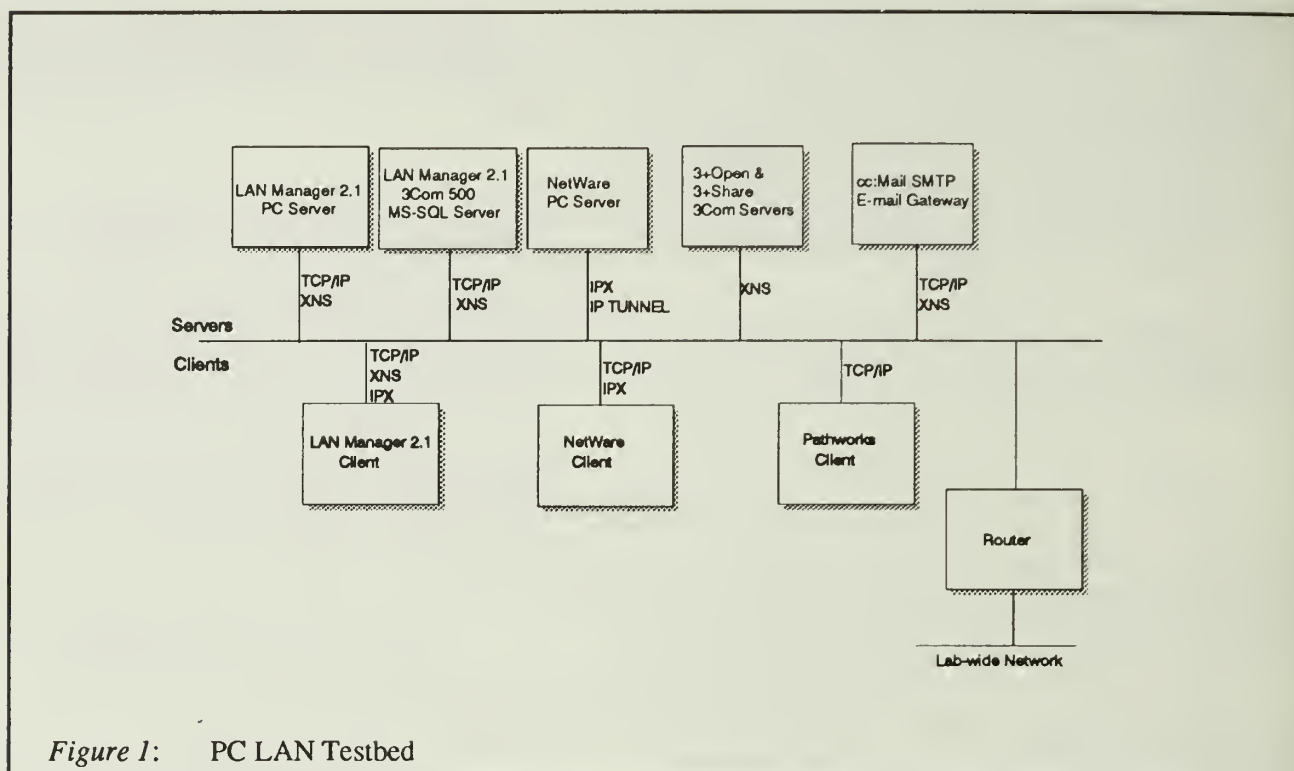 LAN Manager 2.1
PC Server
LAN Manager 2.1
3Com 500
MS-SQL Server
NetWare
PC Server
3+Open &
3+Share
3Com Servers
cc:Mail SMTP
E-mail Gateway
TCP/IP
XNS
TCP/IP
XNS
IPX
IP TUNNEL
XNS
TCP/IP
XNS
Servers
Clients
TCP/IP
XNS
IPX
TCP/IP
IPX
TCP/IP
LAN Manager 2.1
Client
NetWare
Client
Pathworks
Client
Router
Lab-wide Network
Figure 1: PC LAN Testbed